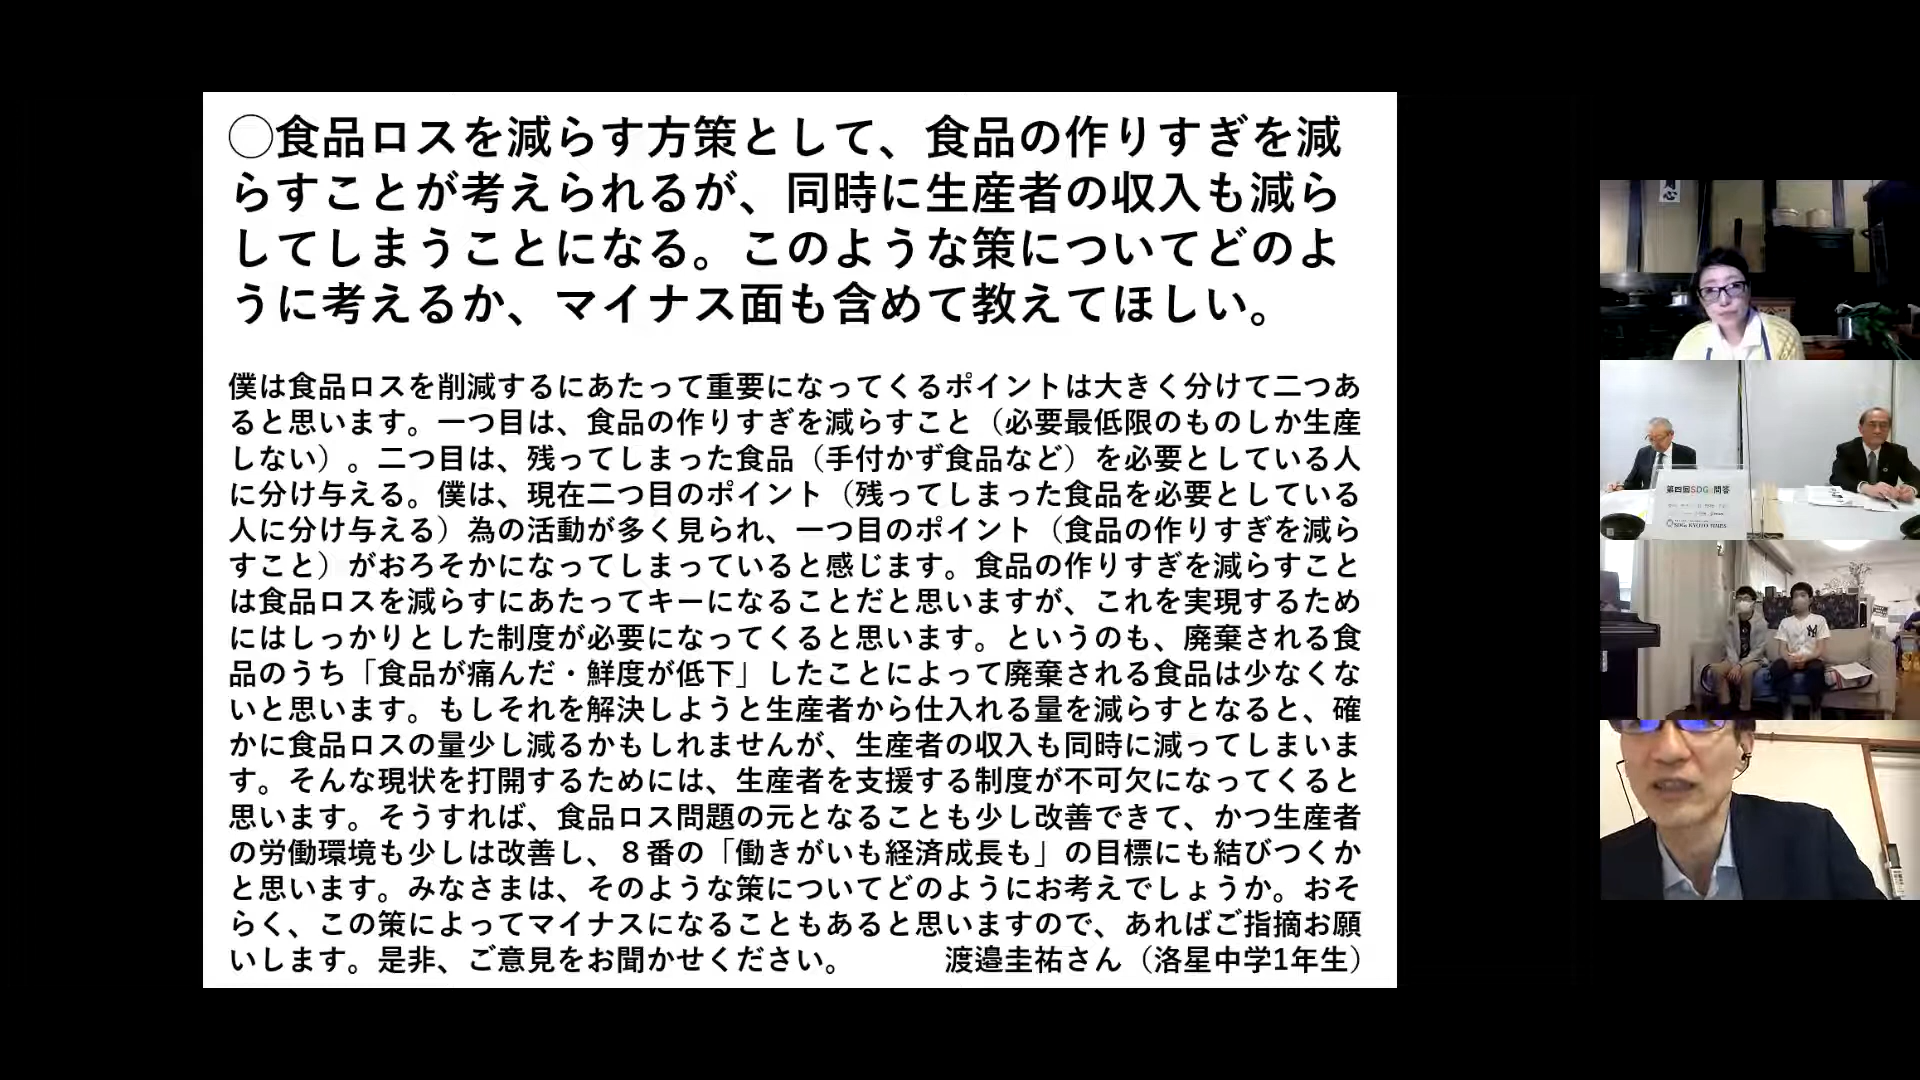 ◯食品ロスを減らす方策として、食品の作りすぎを減
らすことが考えられるが、同時に生産者の収入も減ら
してしまうことになる。このような策についてどのよ
うに考えるか、マイナス面も含めて教えてほしい。
僕は食品ロスを削減するにあたって重要になってくるポイントは大きく分けて二つあ
ると思います。一つ目は、食品の作りすぎを減らすこと（必要最低限のものしか生産
しない）。二つ目は、残ってしまった食品（手付かず食品など）を必要としている人
に分け与える。僕は、現在二つ目のポイント（残ってしまった食品を必要としている
人に分け与える）為の活動が多く見られ、一つ目のポイント（食品の作りすぎを減ら
すこと）がおろそかになってしまっていると感じます。食品の作りすぎを減らすこと
は食品ロスを減らすにあたってキーになることだと思いますが、これを実現するため
にはしっかりとした制度が必要になってくると思います。というのも、廃棄される食
品のうち「食品が痛んだ・鮮度が低下」したことによって廃棄される食品は少なくな
いと思います。もしそれを解決しようと生産者から仕入れる量を減らすとなると、確
かに食品ロスの量少し減るかもしれませんが、生産者の収入も同時に減ってしまいま
す。そんな現状を打開するためには、生産者を支援する制度が不可欠になってくると
思います。そうすれば、食品ロス問題の元となることも少し改善できて、かつ生産者
の労働環境も少しは改善し、８番の「働きがいも経済成長も」の目標にも結びつくか
と思います。みなさまは、そのような策についてどのようにお考えでしょうか。おそ
らく、この策によってマイナスになることもあると思いますので、あればご指摘お願
いします。是非、ご意見をお聞かせください。 渡邉圭祐さん（洛星中学1年生）
第四回SDGs問答
SDGs KYOTO TIMES